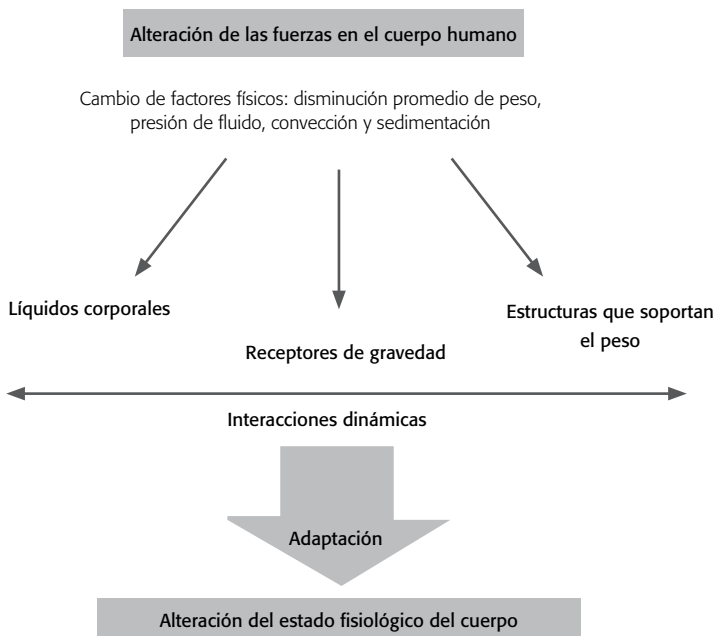 Alteración de las fuerzas en el cuerpo humano
Cambio de factores físicos: disminución promedio de peso,
presión de fluido, convección y sedimentación
Líquidos corporales
Receptores de gravedad
Estructuras que soportan
el peso
Interacciones dinámicas
Adaptación
Alteración del estado fisiológico del cuerpo